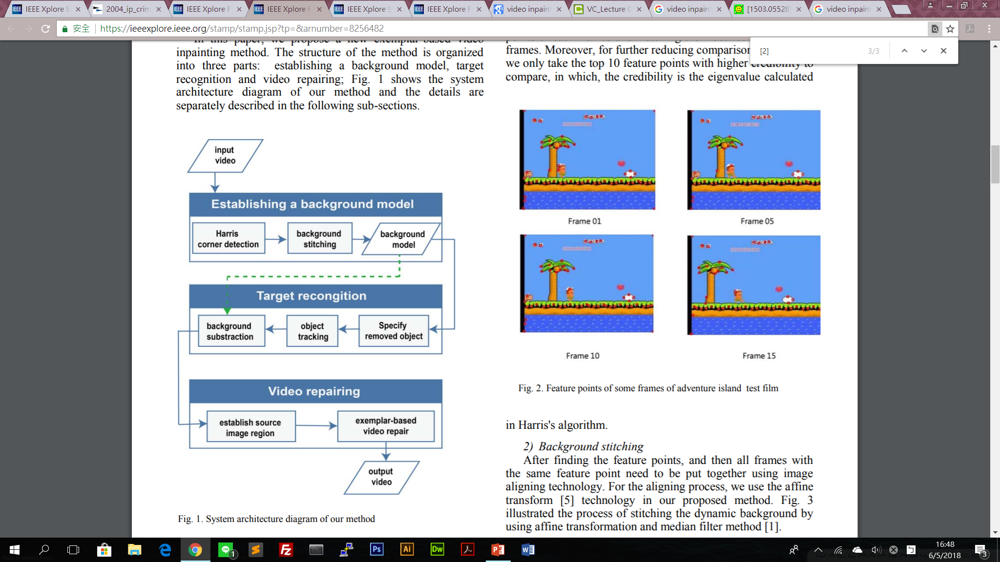 IEEE Xplore S
2004_ip_crim
IEEE Xplore F
IEEE Xplore F
IEEE Xplore S
IEEE Xplore F
video inpain
VC_Lecture 0
video inpain
[1503.05528]
video inpain
安全
https://ieeexplore.ieee.org/stamp/stamp.jsp?tp=&arnumber=8256482
[2]
3/3
In this paper, we propose a new exemplar-based video
inpainting method. The structure of the method is organized
into three parts: establishing a background model, target
recognition and video repairing; Fig. 1 shows the system
architecture diagram of our method and the details are
separately described in the following sub-sections.
input
video
Establishing a background model
Harris
corner detection
background
stitching
background
model
Target recongition
background
substraction
object
tracking
Specify
removed object
Video repairing
establish source
image region
exemplar-based
video repair
output
video
Fig. 1. System architecture diagram of our method
frames. Moreover, for further reducing comparison
we only take the top 10 feature points with higher credibility to
compare, in which, the credibility is the eigenvalue calculated
Frame 01
Frame 05
Frame 10
Frame 15
Fig. 2. Feature points of some frames of adventure island test film
in Harris's algorithm.
2) Background stitching
After finding the feature points, and then all frames with
the same feature point need to be put together using image
aligning technology. For the aligning process, we use the affine
transform [5] technology in our proposed method. Fig. 3
illustrated the process of stitching the dynamic background by
using affine transformation and median filter method [1].
1
Ps
Ai
Dw
16:48
6/5/2018
3